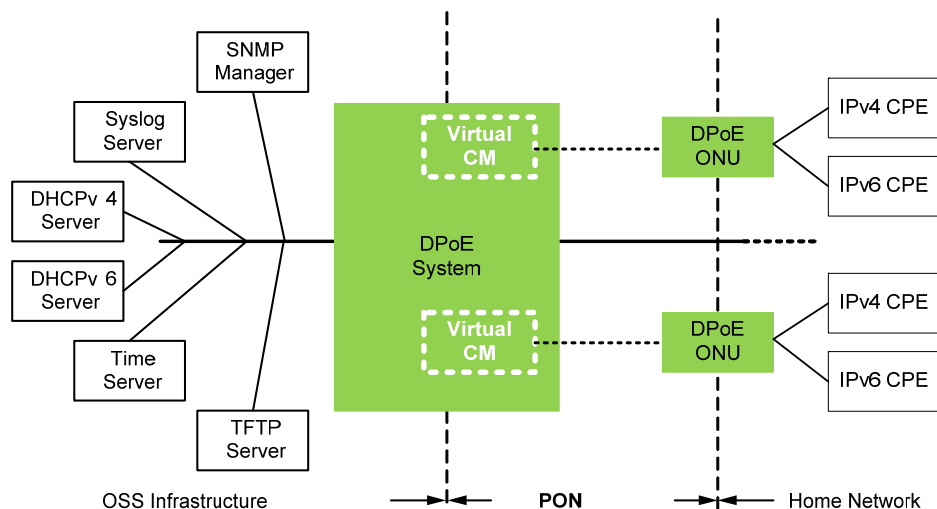 SNMP
Manager
Syslog
Server
DHCPv 4
Server
DHCPv 6
Server
Time
Server
TFTP
Server
Virtual
CM
DPoE
System
Virtual
CM
DPoE
ONU
IPv4 CPE
IPv6 CPE
DPoE
ONU
IPv4 CPE
IPv6 CPE
OSS Infrastructure
PON
Home Network